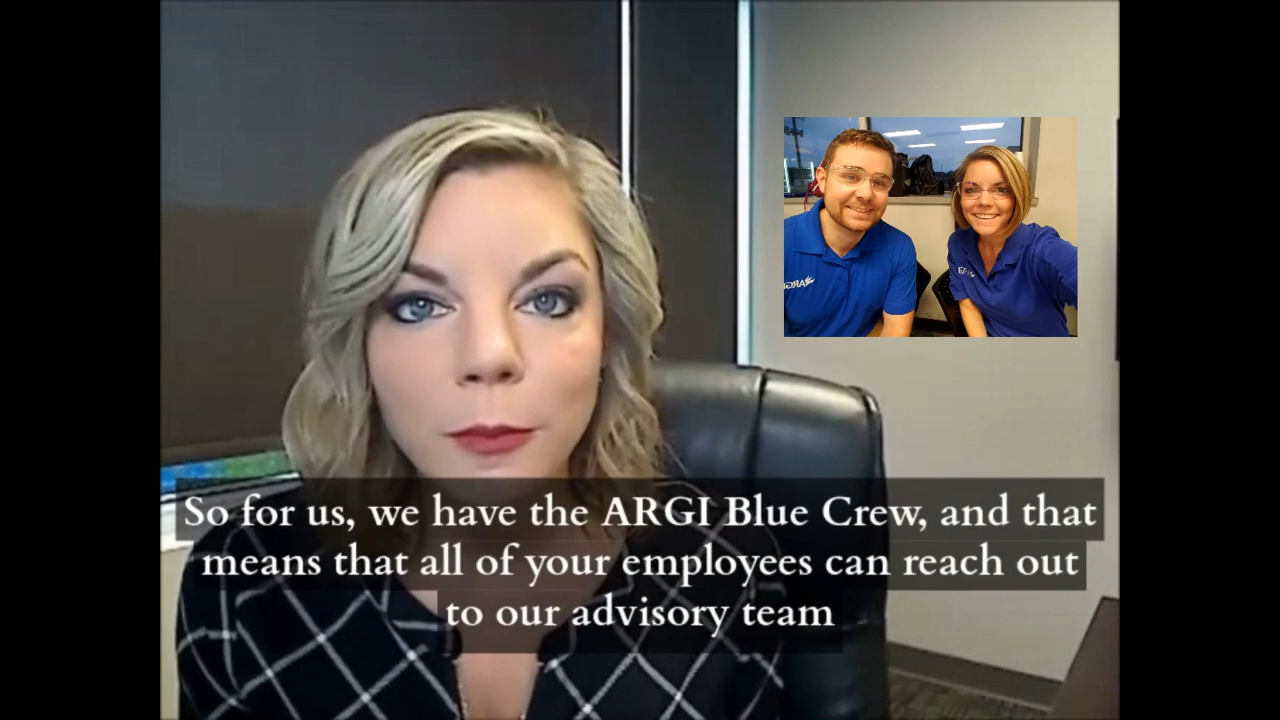 So for us, we have the ARGI Blue Crew, and that
means that all of your employees can reach out
to our advisory team
ARGI